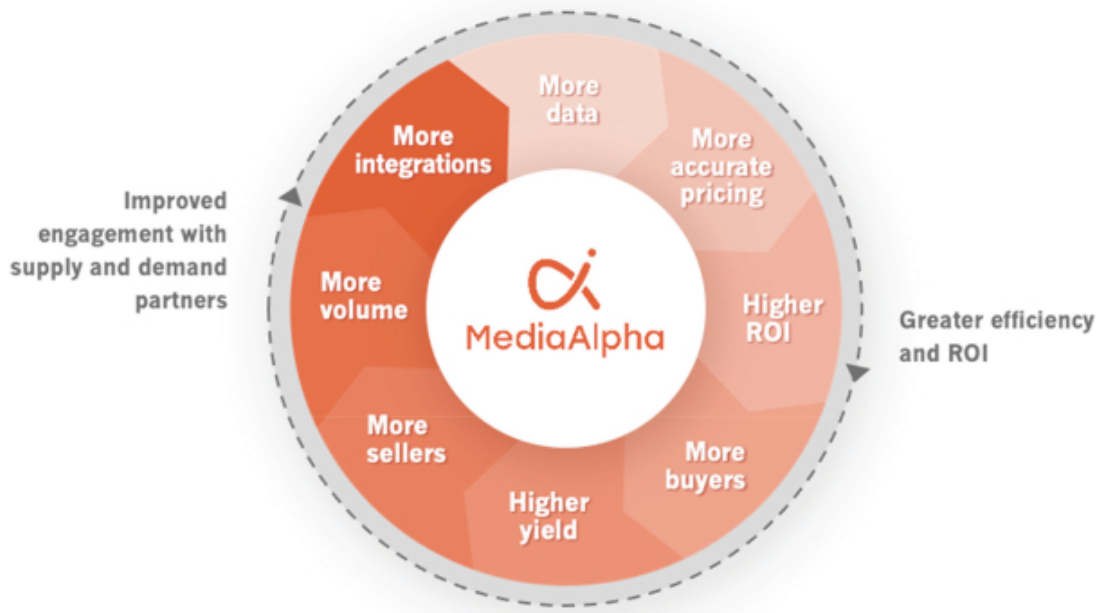 More
data
More
accurate
pricing
Higher
ROI
More
buyers
Higher
yield
More
sellers
More
volume
More
integrations
MediaAlpha
Improved
engagement with
supply and demand
partners
Greater efficiency
and ROI